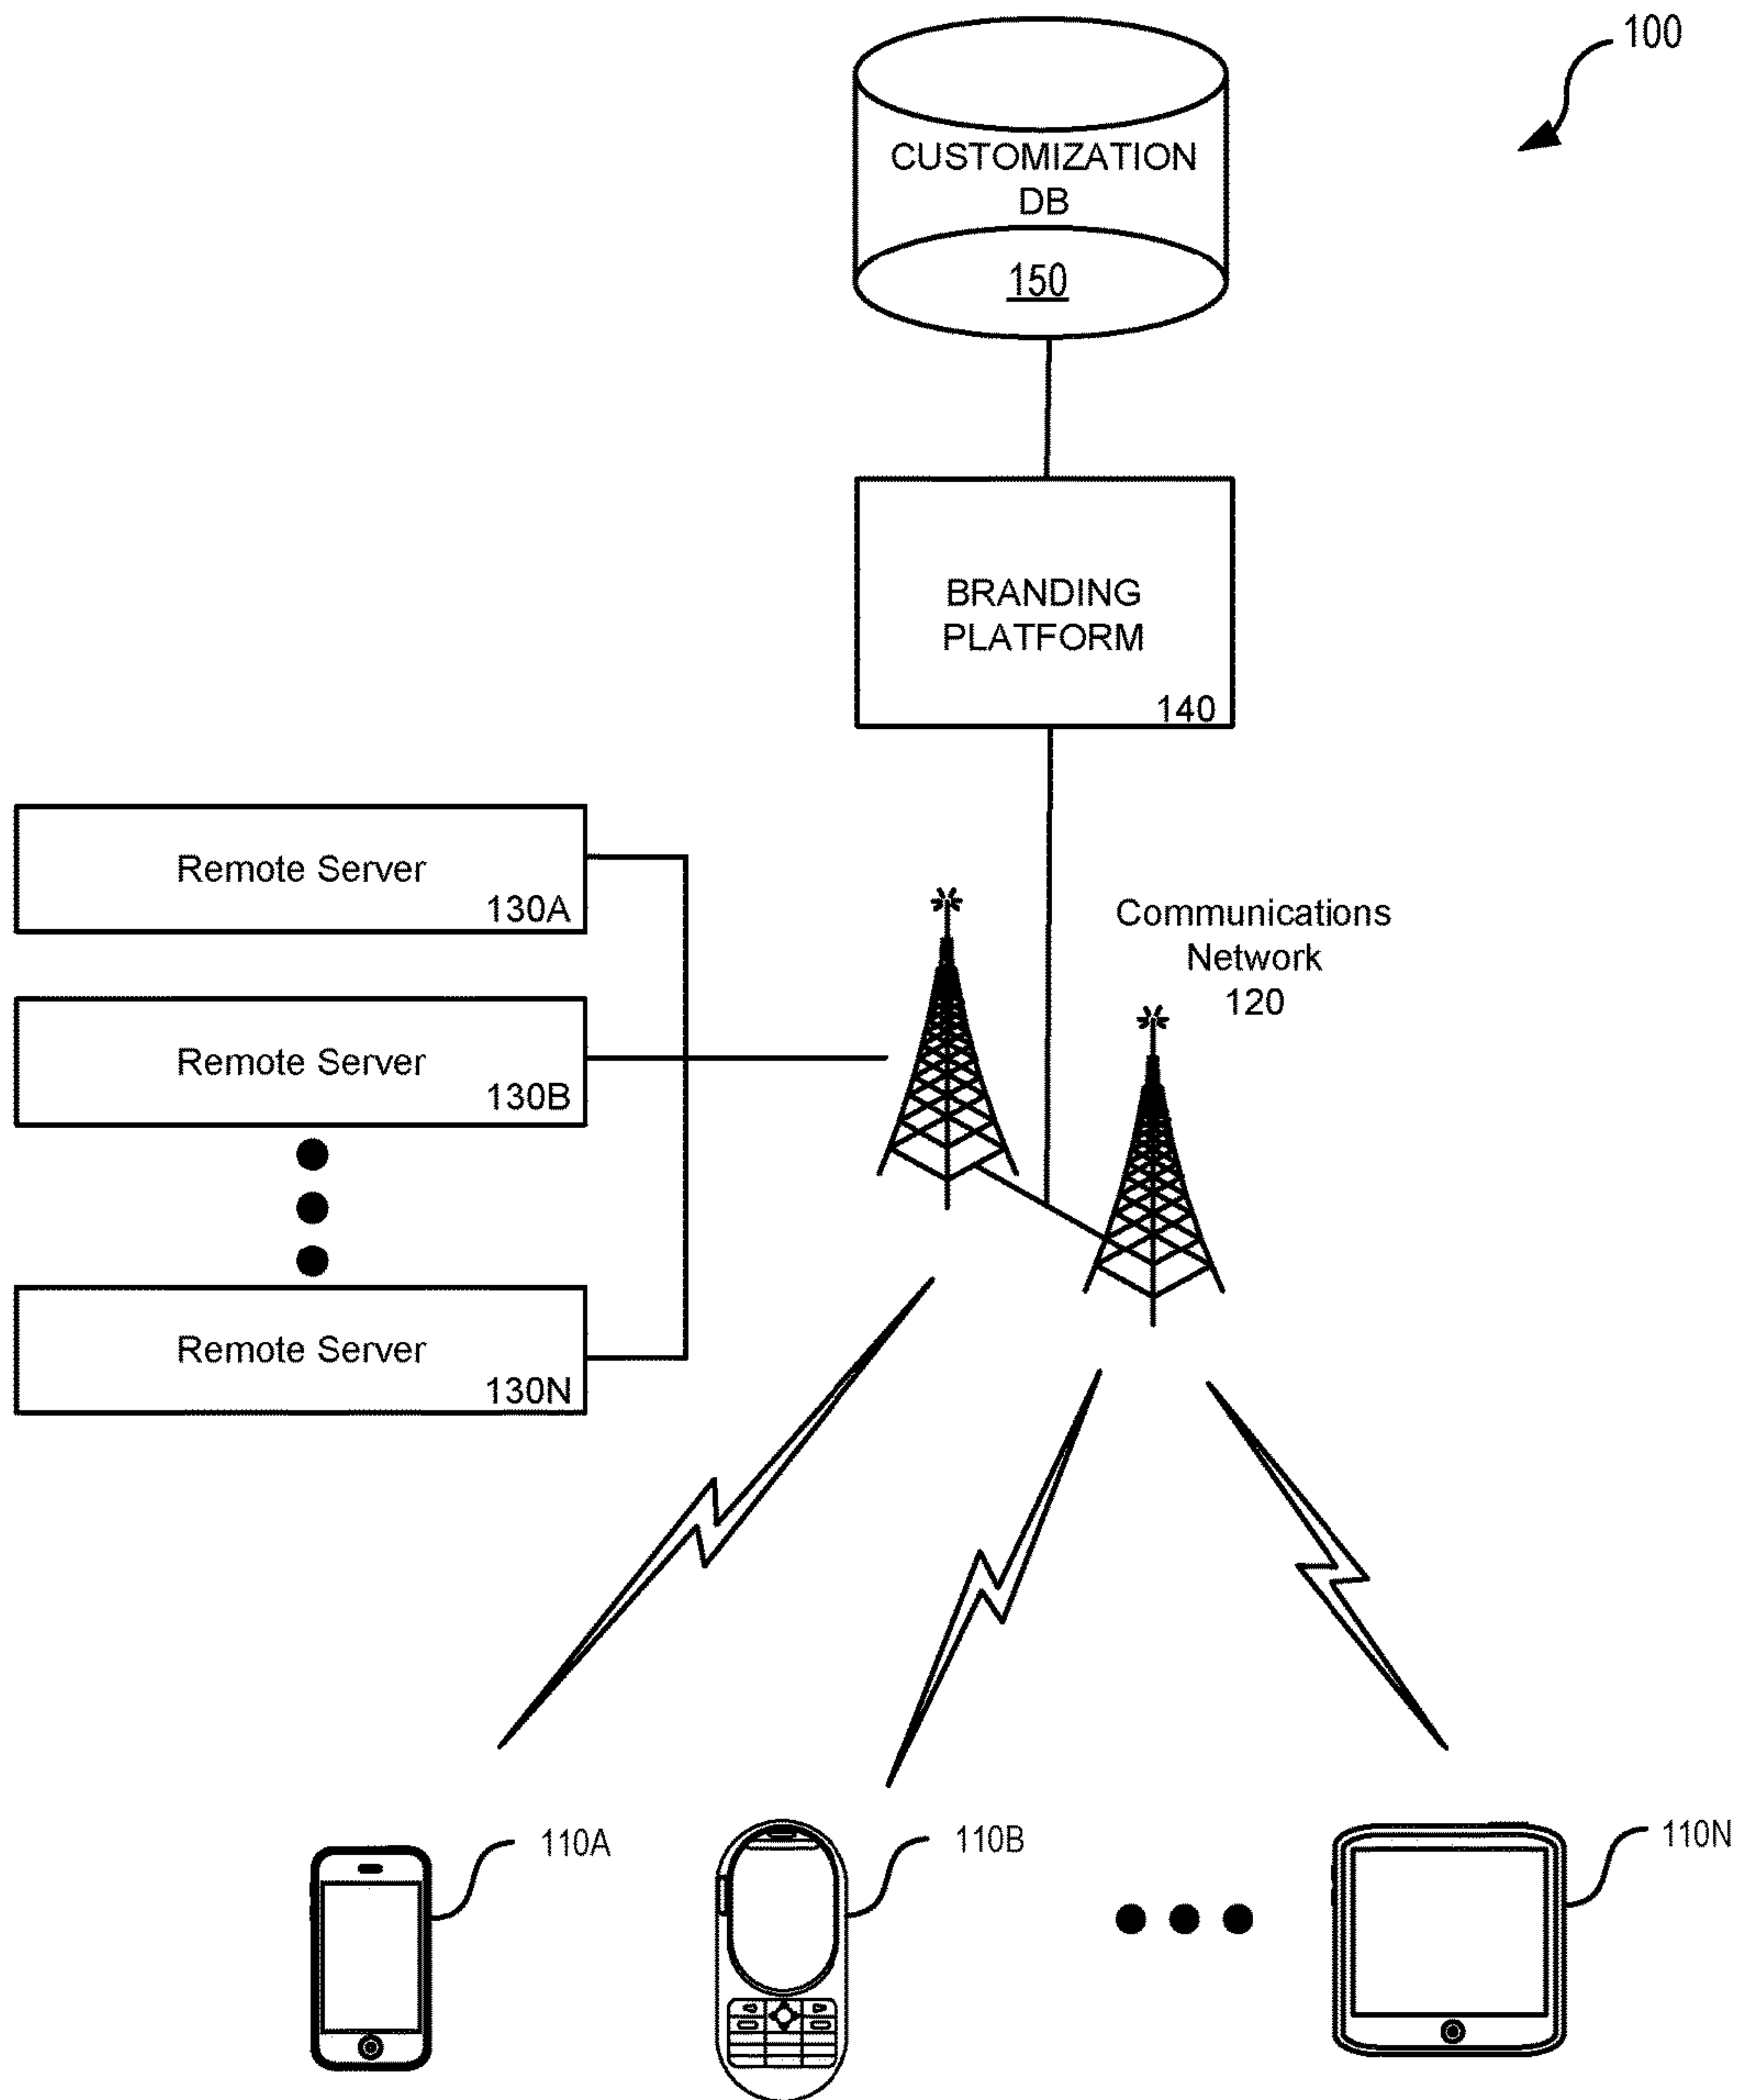 100
CUSTOMIZATION
DB
150
BRANDING
PLATFORM
140
Remote Server
130A
Communications
Network
120
Remote Server
130B
Remote Server
130N
110A
110B
110N